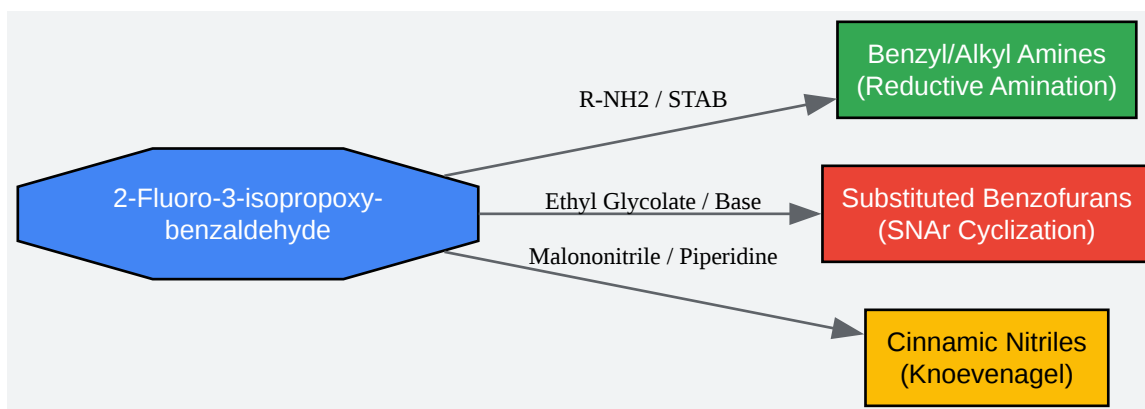 2-Fluoro-3-isopropoxy-
benzaldehyde
R-NH2 / STAB
Benzyl/Alkyl Amines
(Reductive Amination)
Ethyl Glycolate / Base
Substituted Benzofurans
(SNAr Cyclization)
Malononitrile / Piperidine
Cinnamic Nitriles
(Knoevenagel)